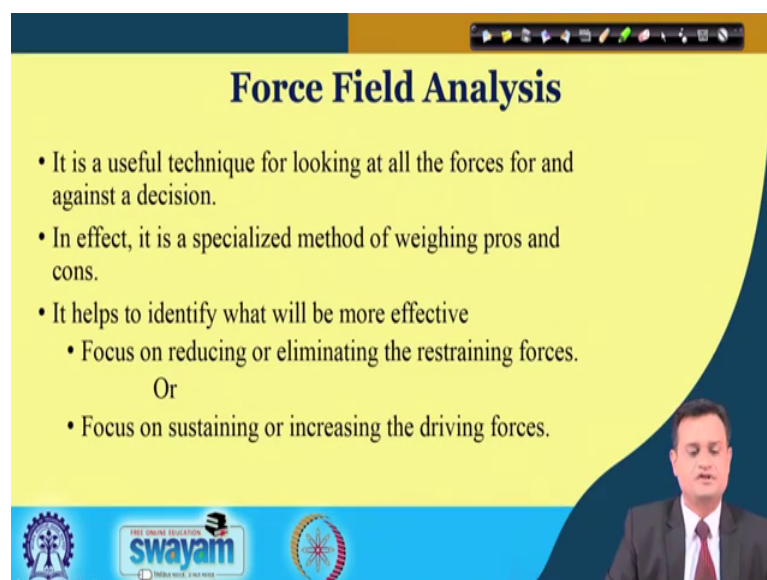 Force Field Analysis
• It is a useful technique for looking at all the forces for and
against a decision.
• In effect, it is a specialized method of weighing pros and
cons.
• It helps to identify what will be more effective
• Focus on reducing or eliminating the restraining forces.
Or
• Focus on sustaining or increasing the driving forces.
FREE ONLINE EDUCATION
swayam